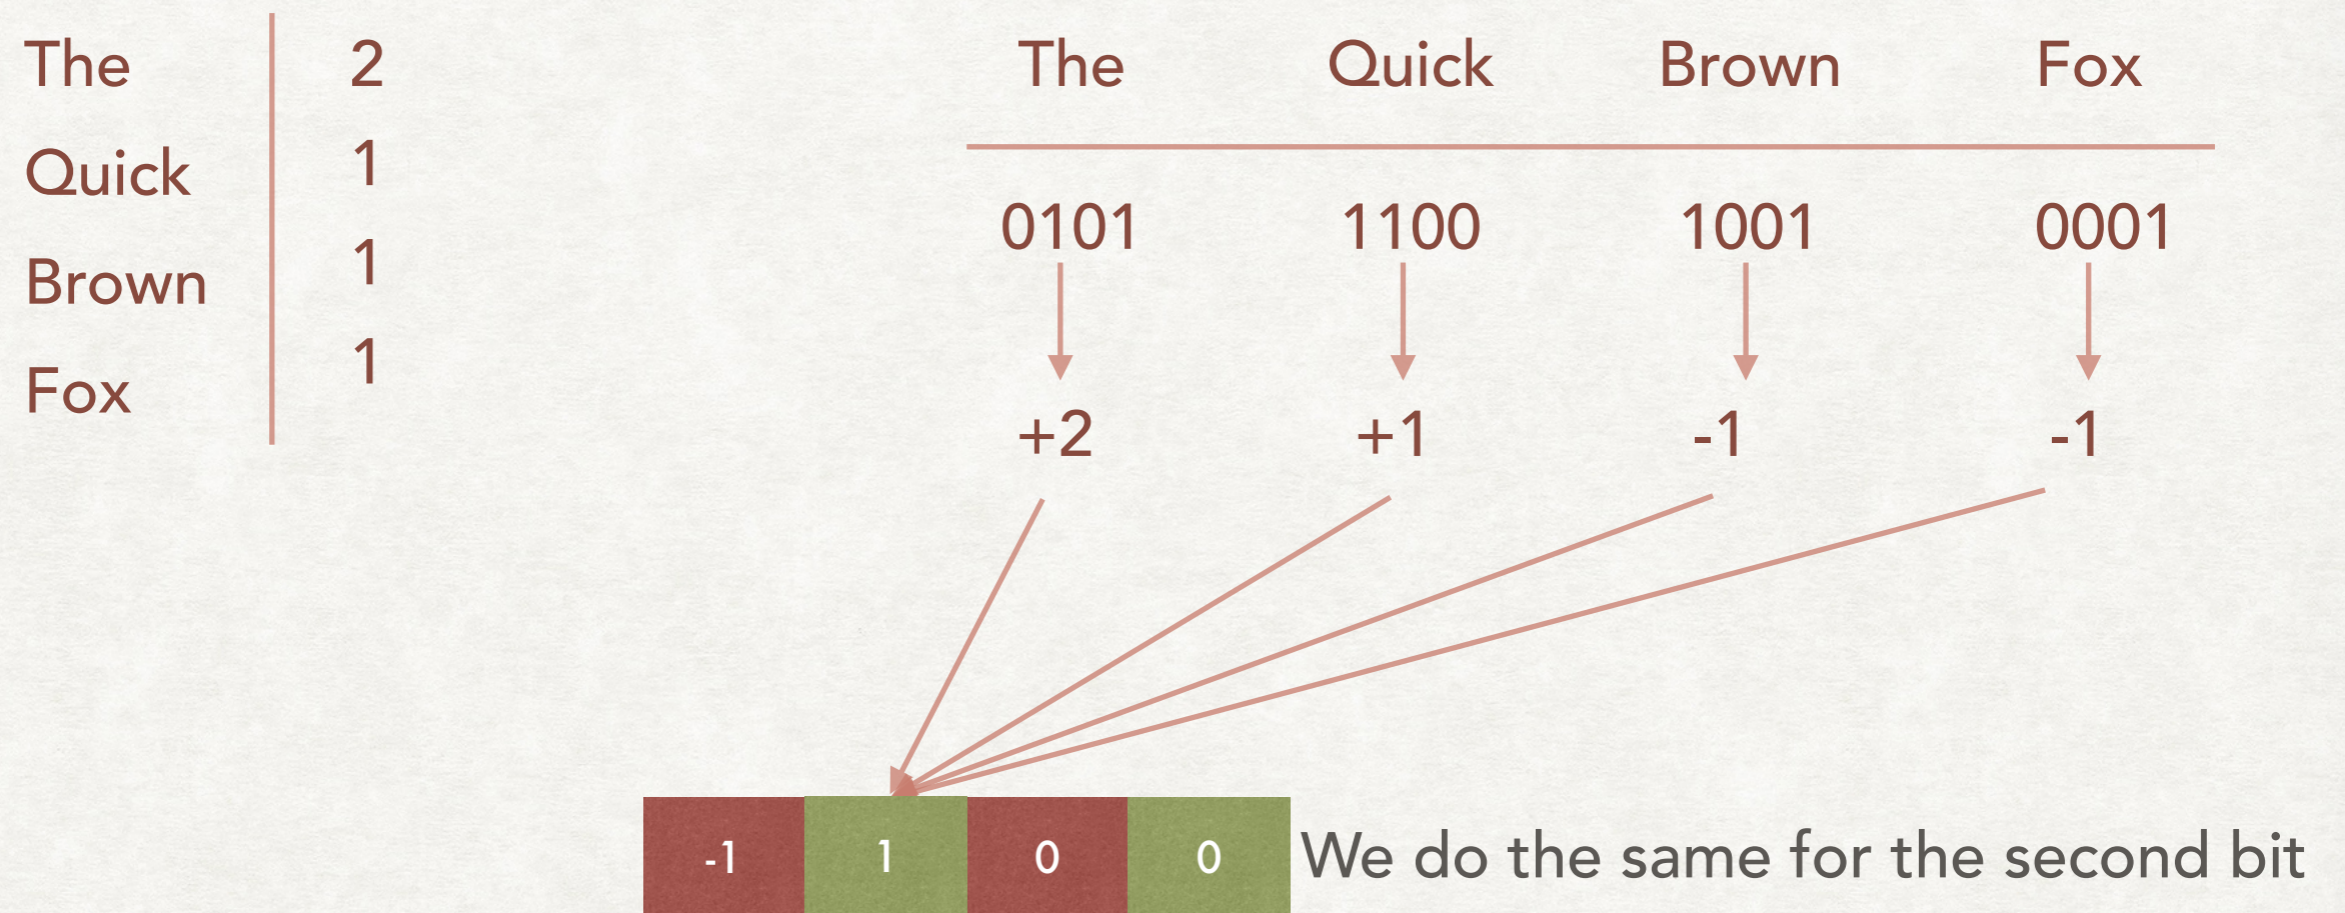 The 2
Quick 1
Brown 1
Fox 1
The Quick Brown Fox
0101 1100 1001 0001
+2 +1 -1 -1
-1 1 0 0 We do the same for the second bit